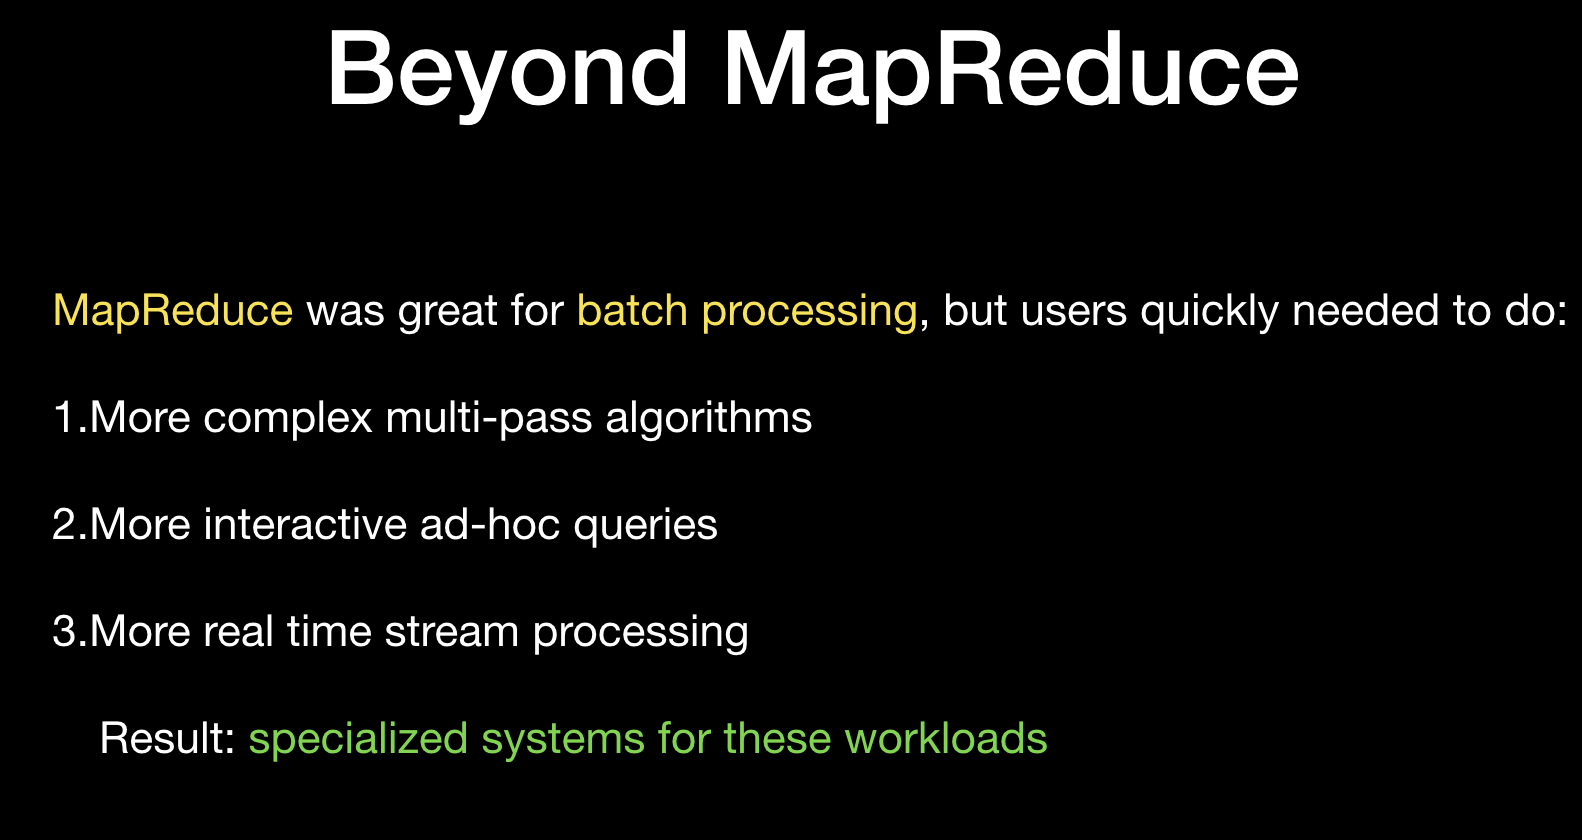 Beyond MapReduce
MapReduce was great for batch processing, but users quickly needed to do:
1.More complex multi-pass algorithms
2.More interactive ad-hoc queries
3.More real time stream processing
Result: specialized systems for these workloads